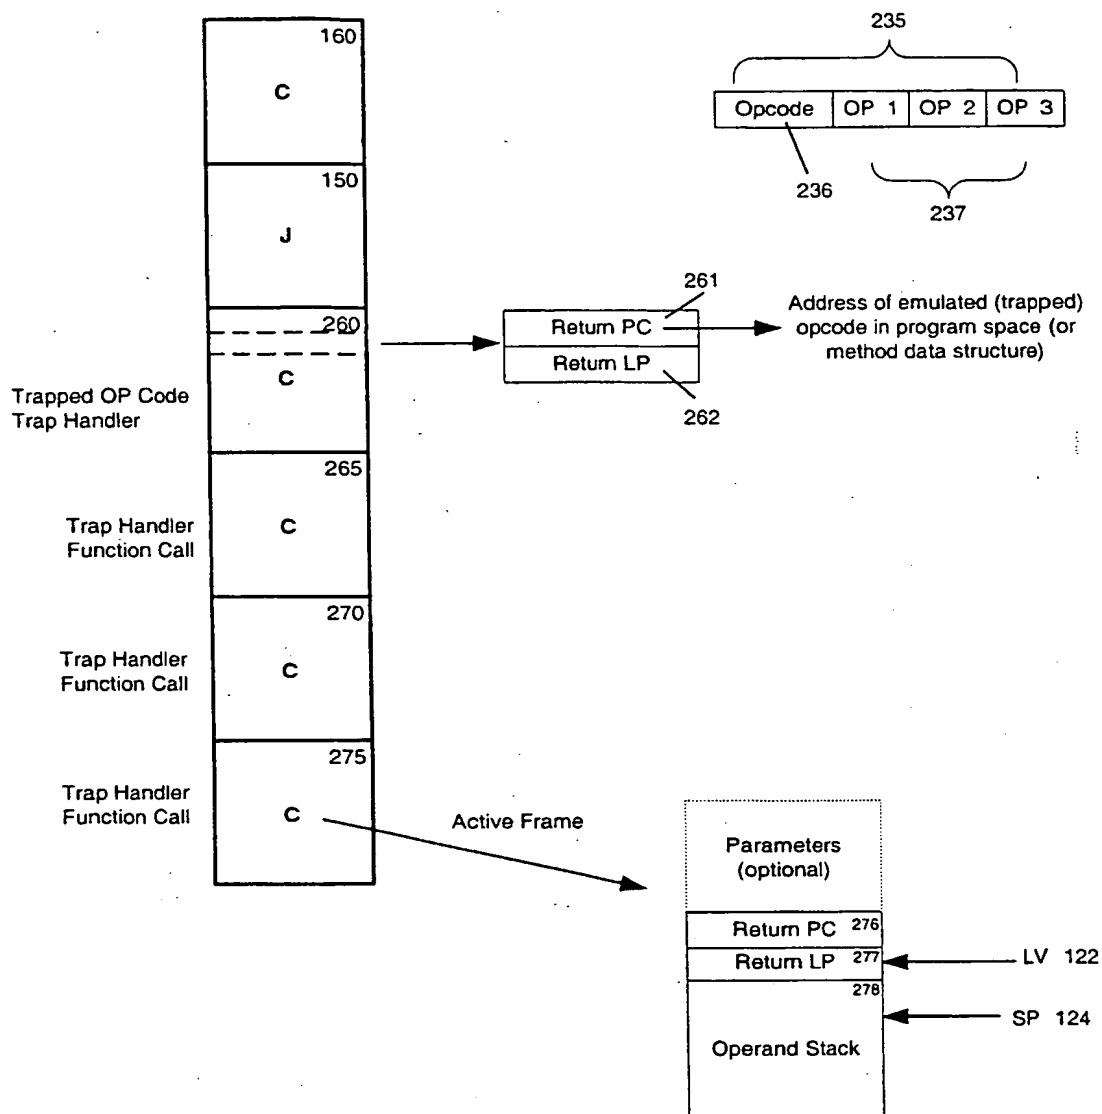 160
C
235
Opcode OP 1 OP 2 OP 3
236
237
150
J
260
C
Trapped OP Code
Trap Handler
261
Return PC
Return LP
262
Address of emulated (trapped)
opcode in program space (or
method data structure)
265
C
Trap Handler
Function Call
270
C
Trap Handler
Function Call
275
C
Trap Handler
Function Call
Active Frame
Parameters
(optional)
Return PC 276
Return LP 277
LV 122
278
SP 124
Operand Stack